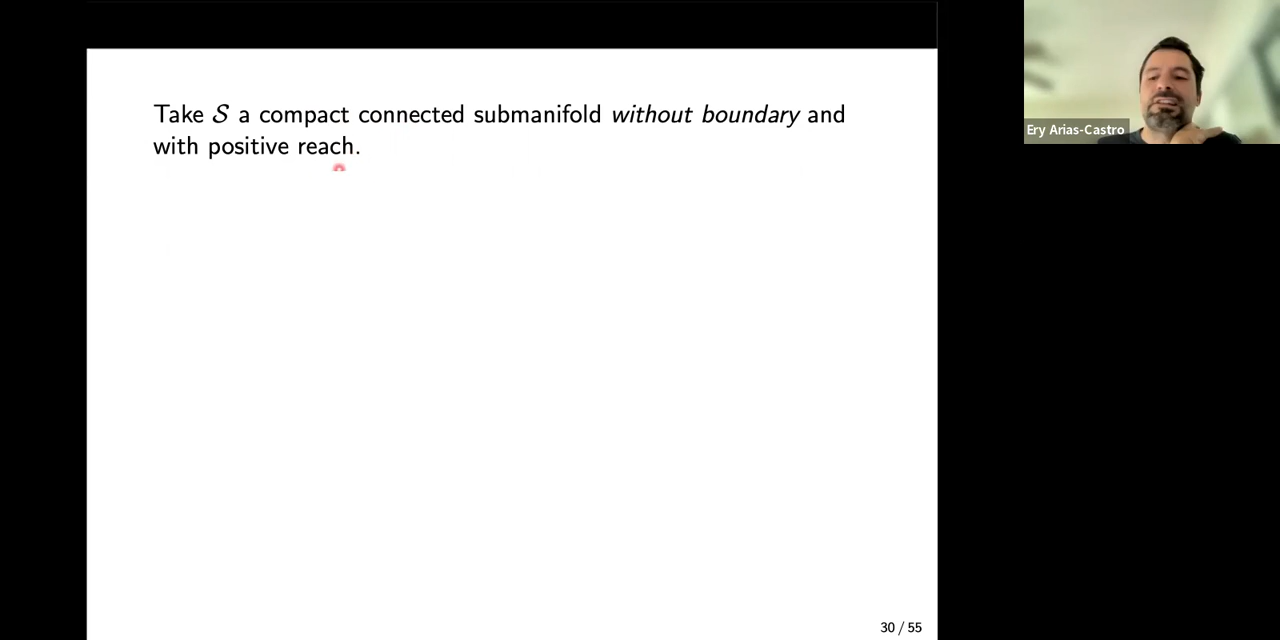 Take 𝒮 a compact connected submanifold without boundary and
with positive reach.
Ery Arias-Castro
30 / 55